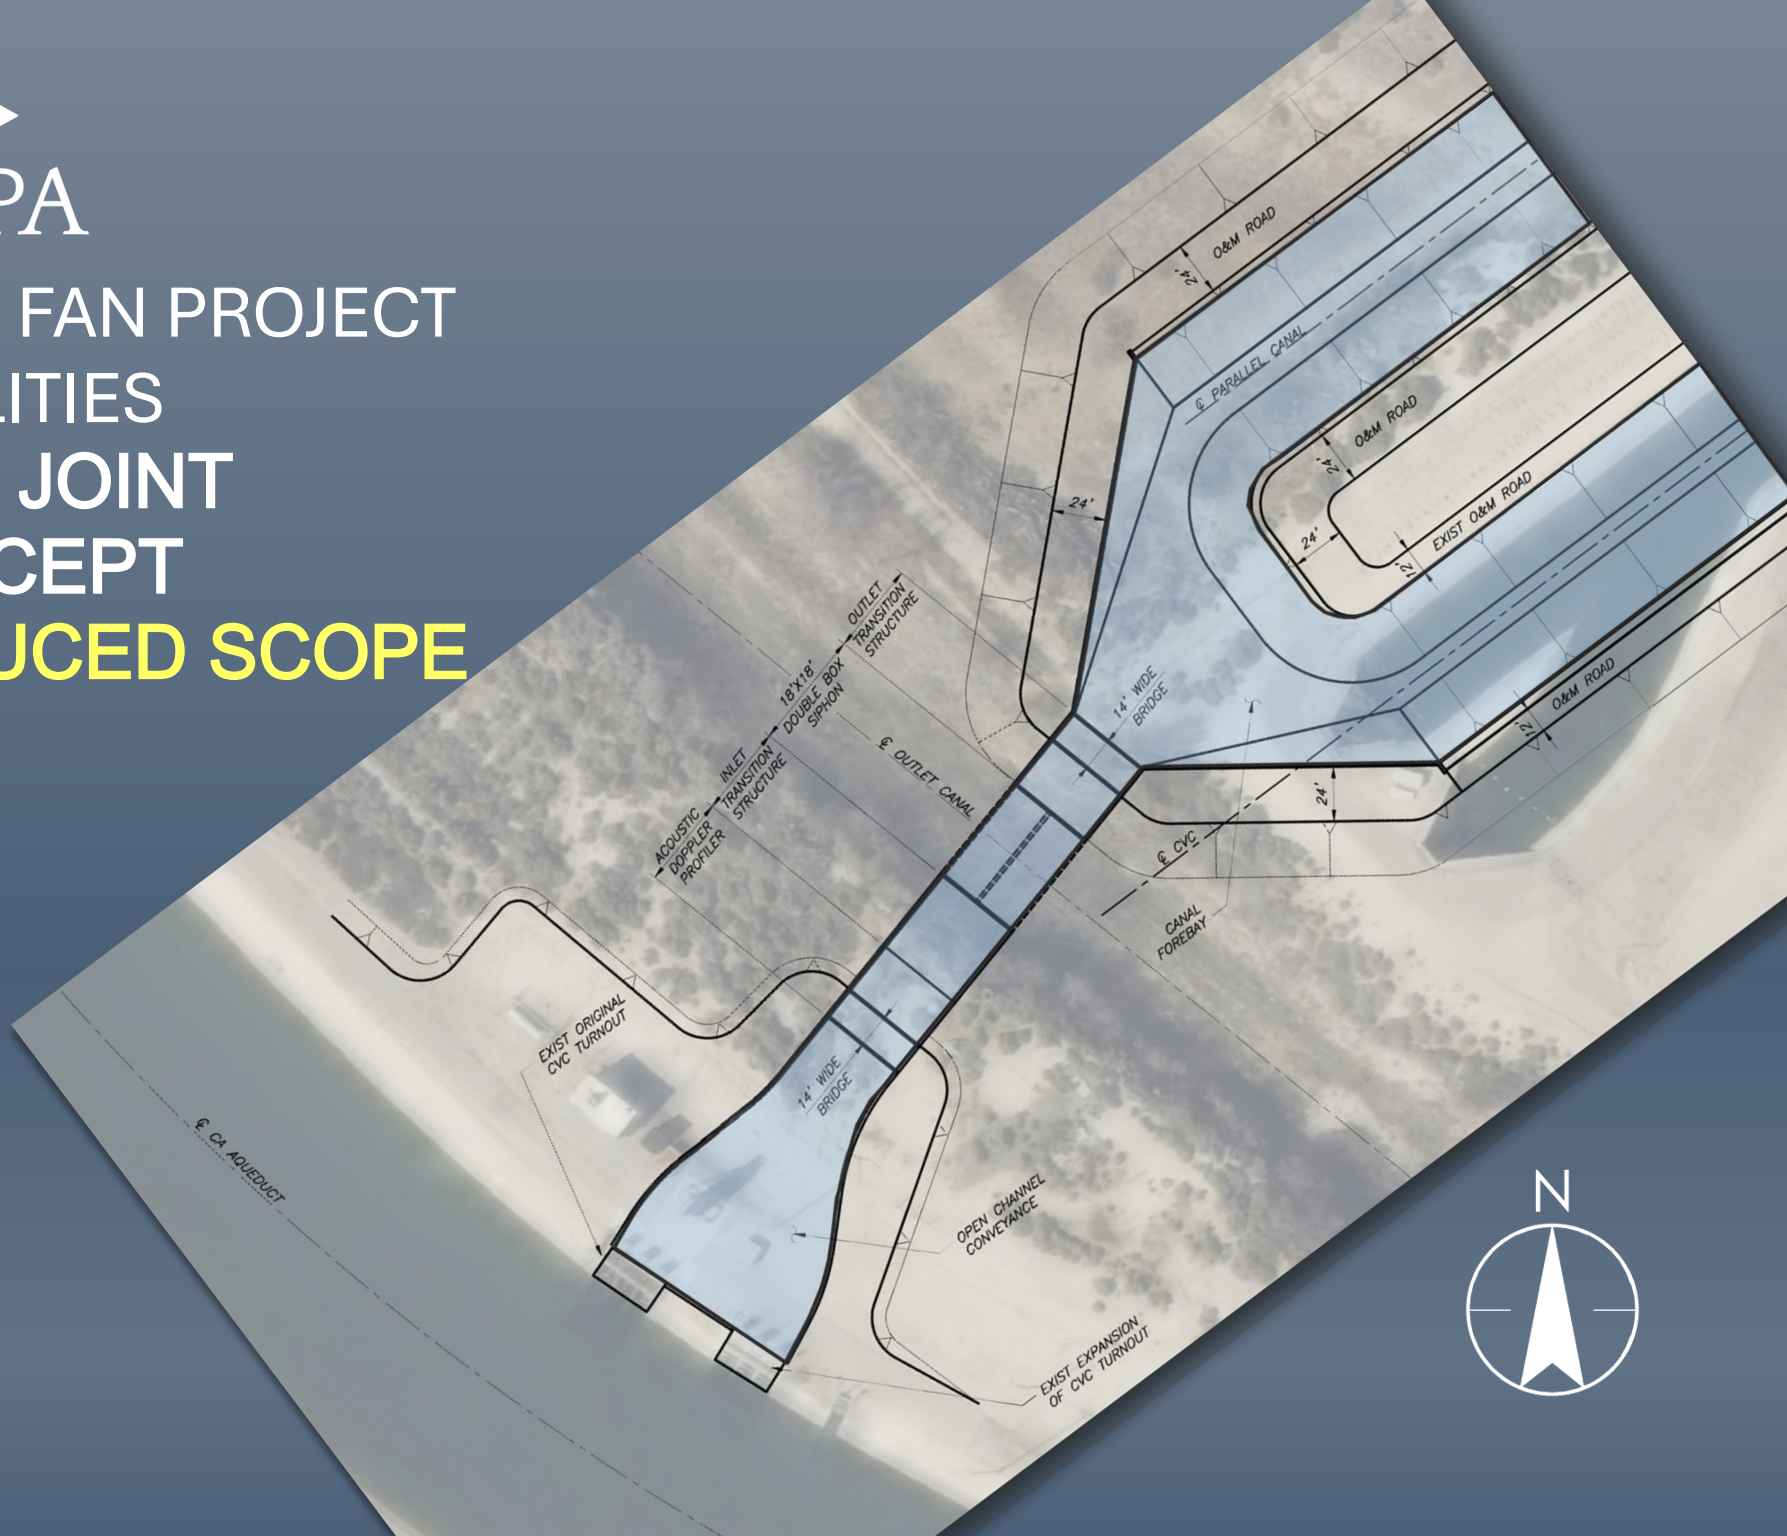 PA
FAN PROJECT
LITIES
JOINT
CEPT
UCED SCOPE
O&M ROAD
24'
℄ PARALLEL CANAL
O&M ROAD
24'
24'
24'
EXIST O&M ROAD
12'
O&M ROAD
12'
OUTLET
TRANSITION
STRUCTURE
18'X18'
DOUBLE BOX
SIPHON
INLET
TRANSITION
STRUCTURE
ACOUSTIC
DOPPLER
PROFILER
℄ OUTLET CANAL
14' WIDE
BRIDGE
24'
℄ CVC
CANAL
FOREBAY
EXIST ORIGINAL
CVC TURNOUT
14' WIDE
BRIDGE
℄ CA AQUEDUCT
OPEN CHANNEL
CONVEYANCE
EXIST EXPANSION
OF CVC TURNOUT
N